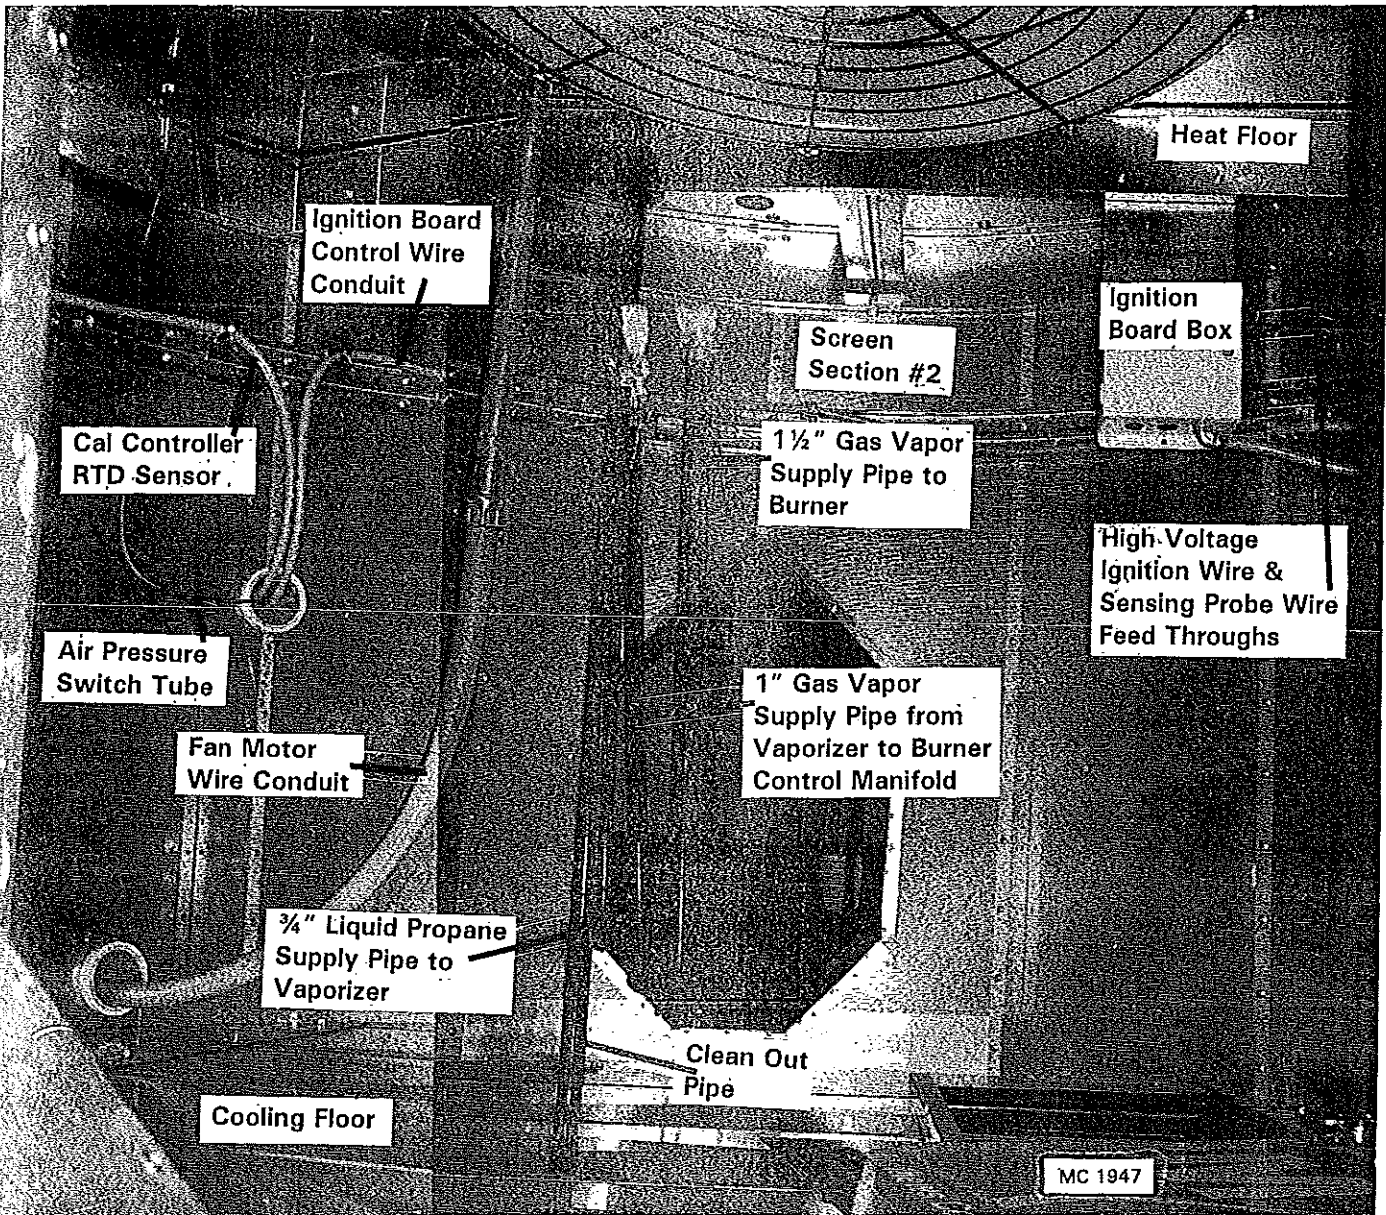 Heat Floor
Ignition Board
Control Wire
Conduit
Ignition
Board Box
Screen
Section #2
Cal Controller
RTD Sensor
1½" Gas Vapor
Supply Pipe to
Burner
High Voltage
Ignition Wire &
Sensing Probe Wire
Feed Throughs
Air Pressure
Switch Tube
1" Gas Vapor
Supply Pipe from
Vaporizer to Burner
Control Manifold
Fan Motor
Wire Conduit
¾" Liquid Propane
Supply Pipe to
Vaporizer
Clean Out
Pipe
Cooling Floor
MC 1947